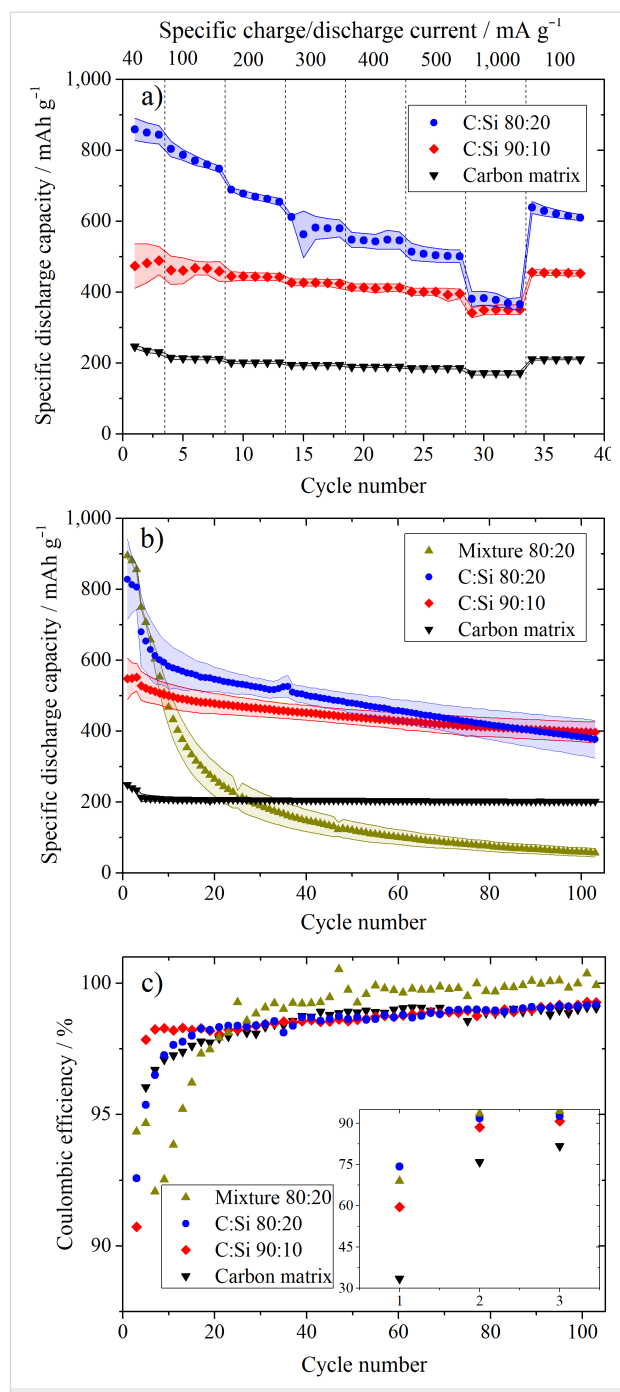 Specific charge/discharge current / mA g⁻¹
40 100 200 300 400 500 1,000 100
a)
C:Si 80:20
C:Si 90:10
Carbon matrix
Specific discharge capacity / mAh g⁻¹
1,000
800
600
400
200
0
0 5 10 15 20 25 30 35 40
Cycle number
b)
Mixture 80:20
C:Si 80:20
C:Si 90:10
Carbon matrix
Specific discharge capacity / mAh g⁻¹
1,000
800
600
400
200
0
0 20 40 60 80 100
Cycle number
c)
Coulombic efficiency / %
100
95
90
Mixture 80:20
C:Si 80:20
C:Si 90:10
Carbon matrix
90
75
60
45
30
1 2 3
0 20 40 60 80 100
Cycle number